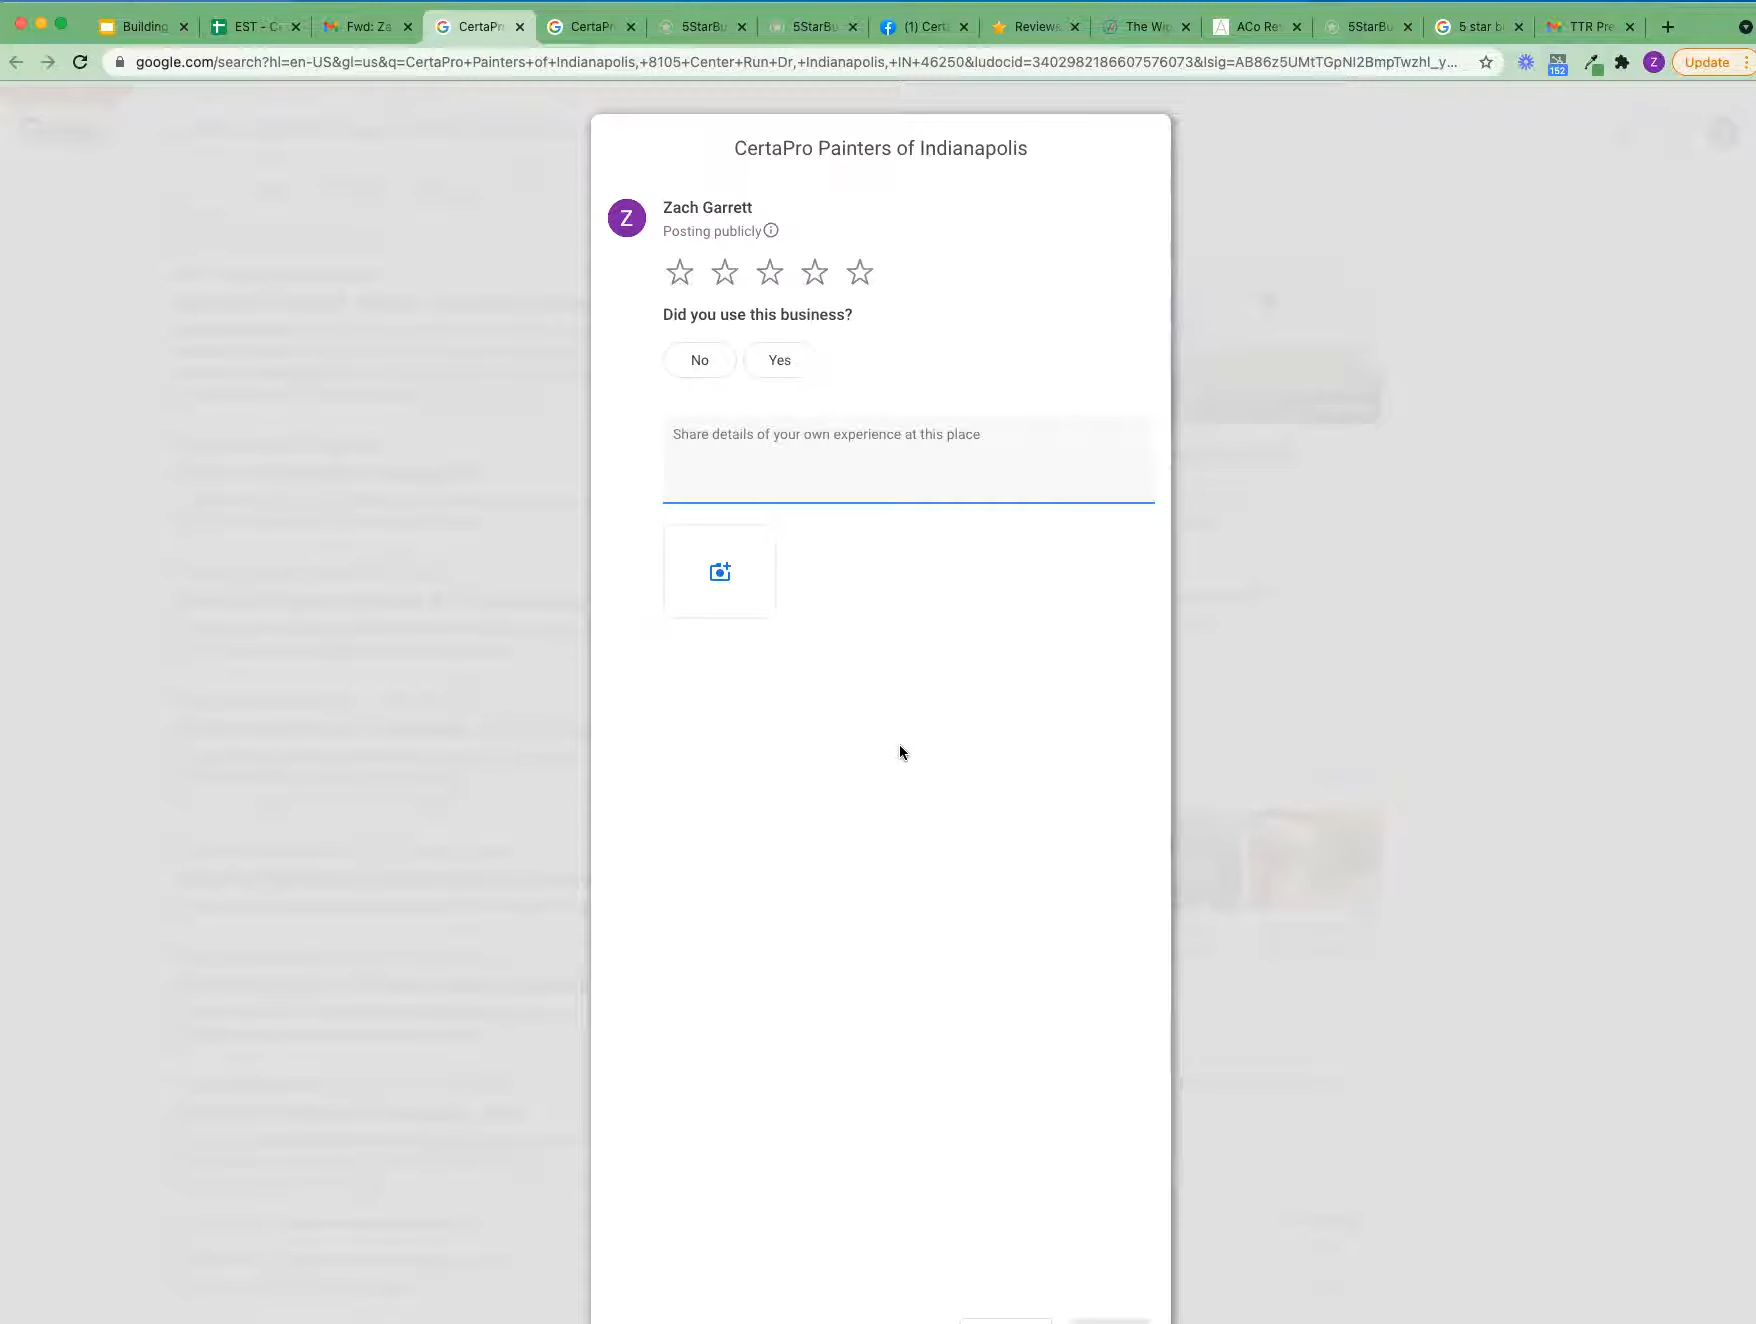 Building
EST - C
Fwd: Za
CertaPr
CertaPr
5StarBu
5StarBu
(1) Cert
Reviews
The Wi
ACo Re
5StarBu
5 star b
TTR Pre
google.com/search?hl=en-US&gl=us&q=CertaPro+Painters+of+Indianapolis,+8105+Center+Run+Dr,+Indianapolis,+IN+46250&ludocid=3402982186607576073&lsig=AB86z5UMtTGpNI2BmpTwzhI_y...
152
Z
Update
CertaPro Painters of Indianapolis
Z
Zach Garrett
Posting publicly
Did you use this business?
No
Yes
Share details of your own experience at this place